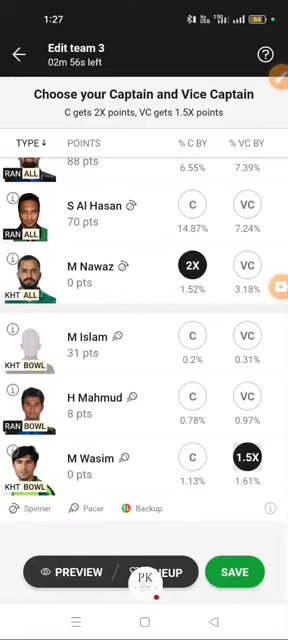 1:27
84
Edit team 3
02m 56s left
Choose your Captain and Vice Captain
C gets 2X points, VC gets 1.5X points
TYPE POINTS % C BY % VC BY
88 pts
RAN ALL 6.55% 7.39%
S Al Hasan C VC
70 pts
RAN ALL 14.87% 7.24%
M Nawaz 2X VC
0 pts
KHT ALL 1.52% 3.18%
M Islam C VC
31 pts
KHT BOWL 0.2% 0.31%
H Mahmud C VC
8 pts
RAN BOWL 0.78% 0.97%
M Wasim C 1.5X
0 pts
KHT BOWL 1.13% 1.61%
Spinner Pacer Backup
PREVIEW SAVE
PK